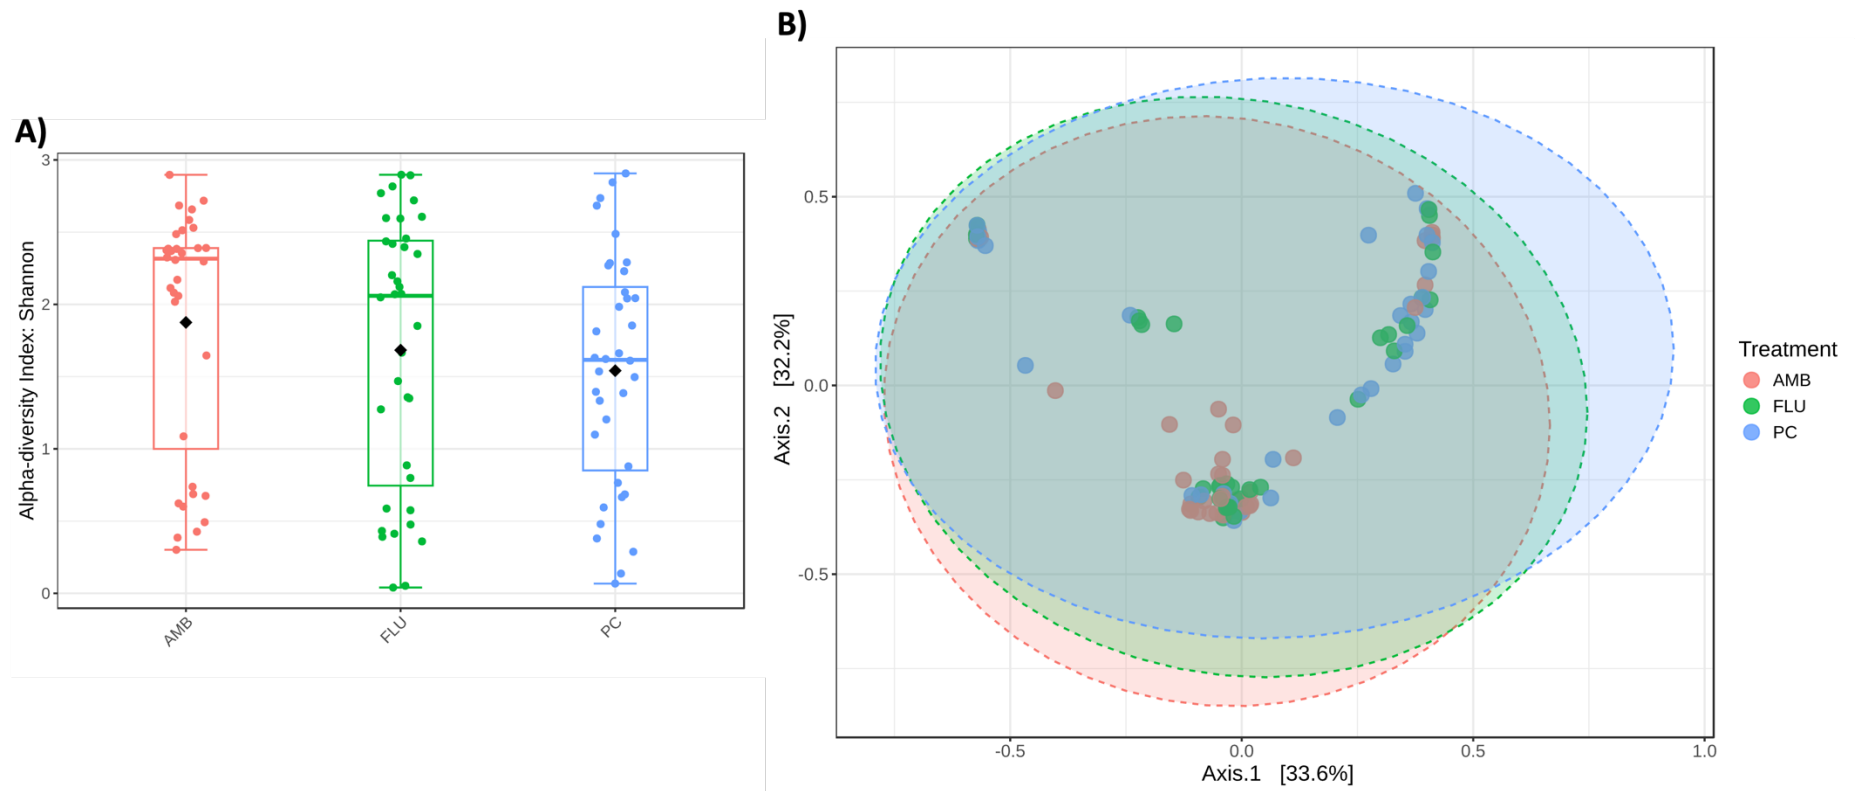 A)
Alpha-diversity Index: Shannon
3
2
1
0
AMB
FLU
PC
B)
Axis.2 [32.2%]
0.5
0.0
-0.5
-0.5
0.0
0.5
1.0
Axis.1 [33.6%]
Treatment
AMB
FLU
PC